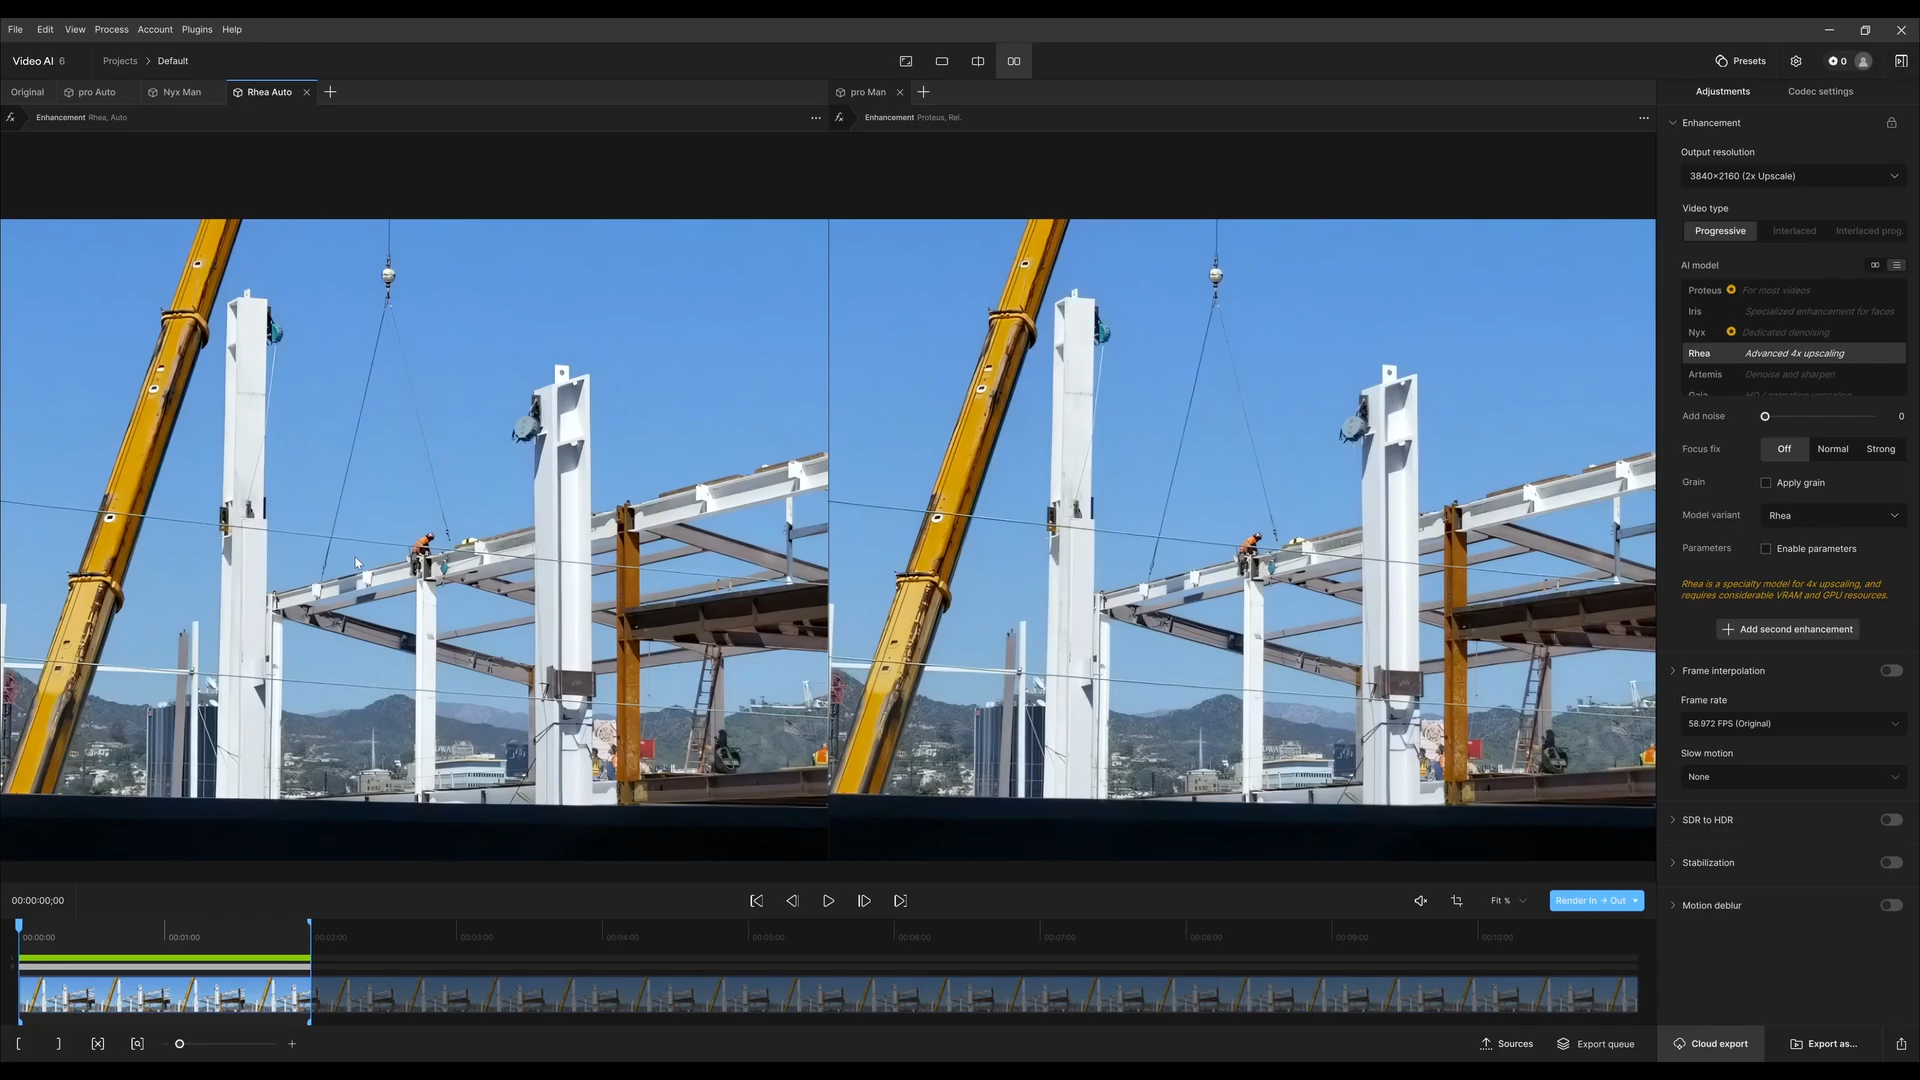 File Edit View Process Account Plugins Help
Video AI 6 Projects > Default
Presets 0
Original pro Auto Nyx Man Rhea Auto
pro Man
Adjustments Codec settings
fx Enhancement Rhea, Auto
fx Enhancement Proteus, Rel.
Enhancement
Output resolution
3840×2160 (2x Upscale)
Video type
Progressive Interlaced Interlaced prog.
AI model
Proteus For most videos
Iris Specialized enhancement for faces
Nyx Dedicated denoising
Rhea Advanced 4x upscaling
Artemis Denoise and sharpen
Add noise 0
Focus fix Off Normal Strong
Grain Apply grain
Model variant Rhea
Parameters Enable parameters
Rhea is a specialty model for 4x upscaling, and
requires considerable VRAM and GPU resources.
Add second enhancement
Frame interpolation
Frame rate
58.972 FPS (Original)
Slow motion
None
SDR to HDR
Stabilization
Motion deblur
00:00:00;00
Fit %
Render In → Out
00:00:00 00:01:00 00:02:00 00:03:00 00:04:00 00:05:00 00:06:00 00:07:00 00:08:00 00:09:00 00:10:00
Sources Export queue
Cloud export Export as...